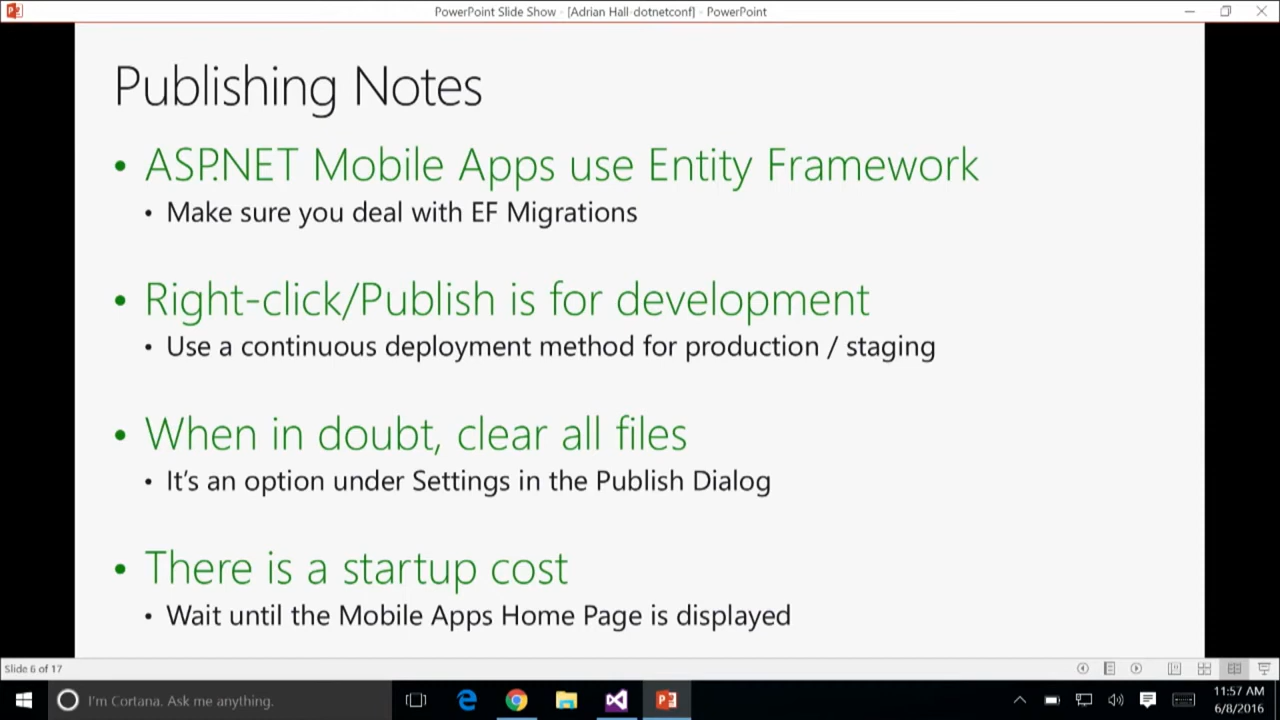 PowerPoint Slide Show - [Adrian Hall-dotnetconf] - PowerPoint
Publishing Notes
• ASP.NET Mobile Apps use Entity Framework
• Make sure you deal with EF Migrations
• Right-click/Publish is for development
• Use a continuous deployment method for production / staging
• When in doubt, clear all files
• It's an option under Settings in the Publish Dialog
• There is a startup cost
• Wait until the Mobile Apps Home Page is displayed
Slide 6 of 17
I'm Cortana. Ask me anything.
11:57 AM
6/8/2016